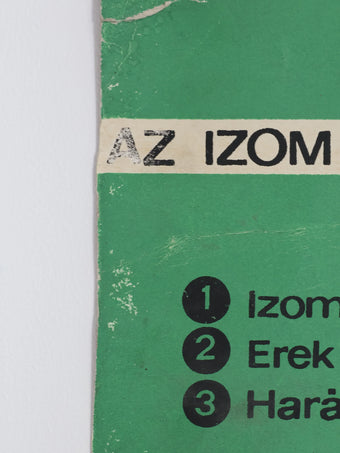 AZ IZOM
1 Izom
2 Erek
3 Hará